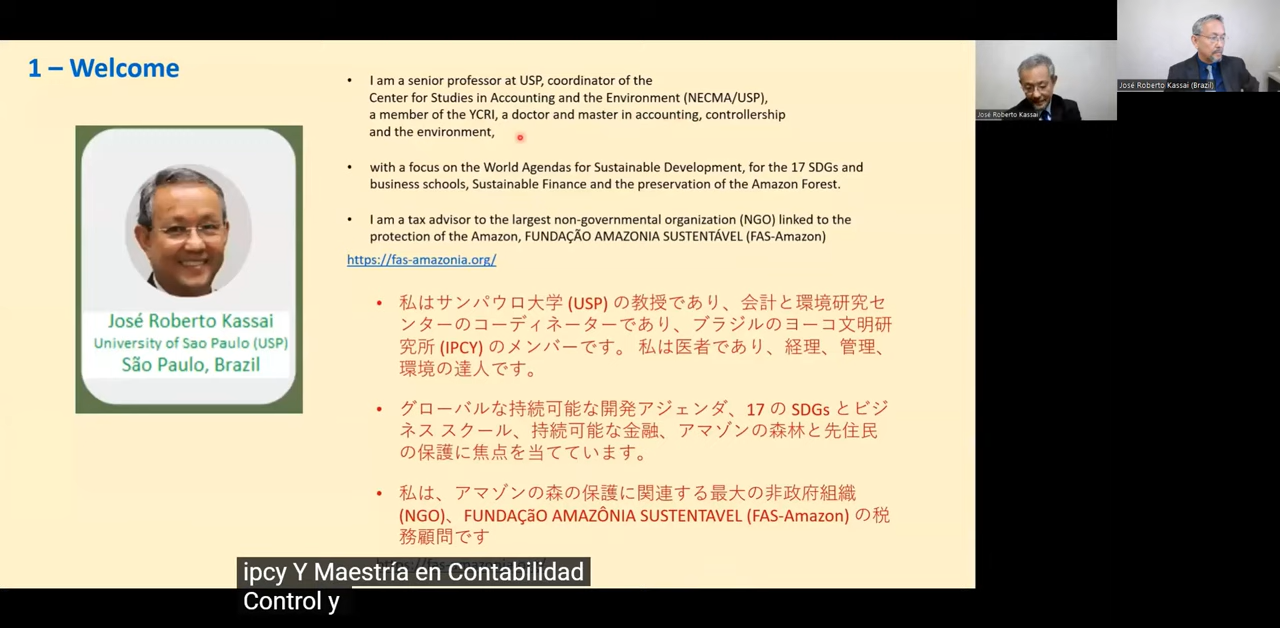 1 – Welcome
• I am a senior professor at USP, coordinator of the
Center for Studies in Accounting and the Environment (NECMA/USP),
a member of the YCRI, a doctor and master in accounting, controllership
and the environment,
• with a focus on the World Agendas for Sustainable Development, for the 17 SDGs and
business schools, Sustainable Finance and the preservation of the Amazon Forest.
• I am a tax advisor to the largest non-governmental organization (NGO) linked to the
protection of the Amazon, FUNDAÇÃO AMAZONIA SUSTENTÁVEL (FAS-Amazon)
https://fas-amazonia.org/
José Roberto Kassai
University of Sao Paulo (USP)
São Paulo, Brazil
• 私はサンパウロ大学 (USP) の教授であり、会計と環境研究セ
ンターのコーディネーターであり、ブラジルのヨーコ文明研
究所 (IPCY) のメンバーです。 私は医者であり、経理、管理、
環境の達人です。
• グローバルな持続可能な開発アジェンダ、17 の SDGs とビジ
ネス スクール、持続可能な金融、アマゾンの森林と先住民
の保護に焦点を当てています。
• 私は、アマゾンの森の保護に関連する最大の非政府組織
(NGO)、FUNDAÇãO AMAZÔNIA SUSTENTAVEL (FAS-Amazon) の税
務顧問です
ipcy Y Maestría en Contabilidad
Control y
José Roberto Kassai
José Roberto Kassai (Brazil)